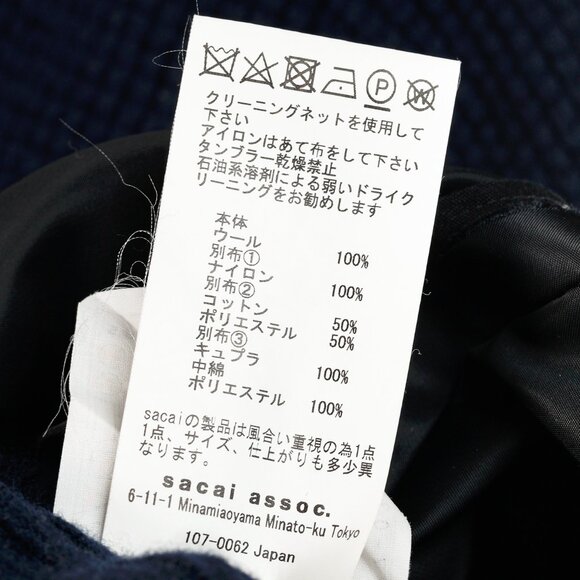 クリーニングネットを使用して
下さい
アイロンはあて布をして下さい
タンブラー乾燥禁止
石油系溶剤による弱いドライク
リーニングをお勧めします
本体
ウール 100%
別布①
ナイロン 100%
別布②
コットン 50%
ポリエステル 50%
別布③
キュプラ 100%
中綿
ポリエステル 100%
sacaiの製品は風合い重視の為1点
1点、サイズ、仕上がりも多少異
なります。
sacai assoc.
6-11-1 Minamiaoyama Minato-ku Tokyo
107-0062 Japan